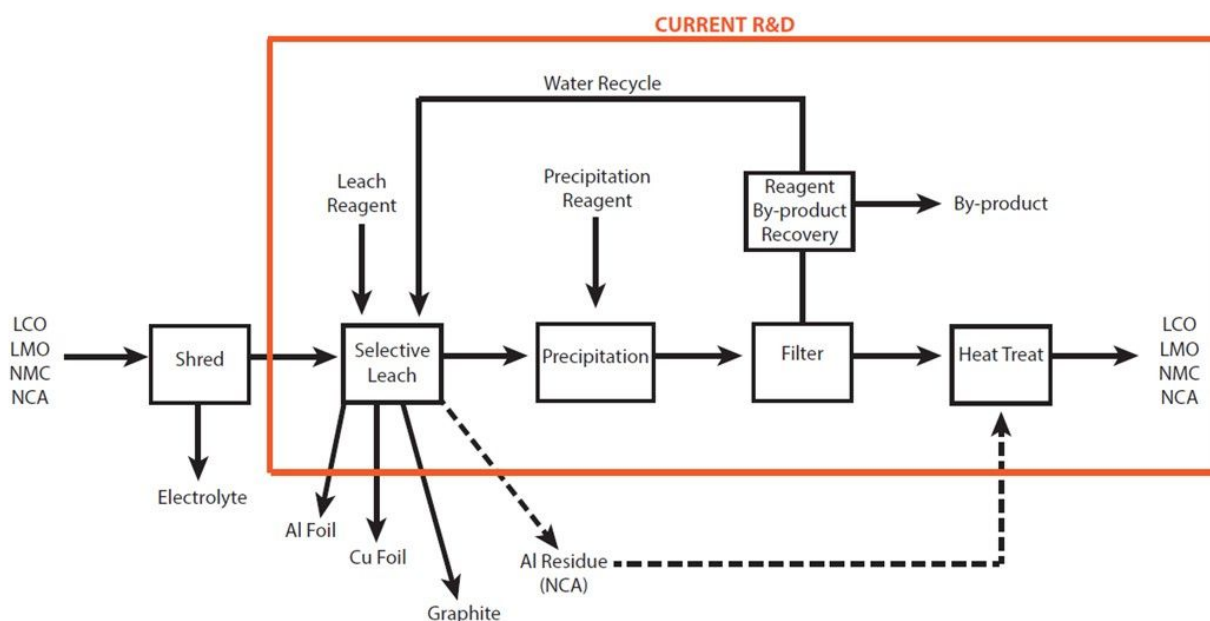 CURRENT R&D
Water Recycle
Leach
Reagent
Precipitation
Reagent
Reagent
By-product
Recovery
By-product
LCO
LMO
NMC
NCA
Shred
Selective
Leach
Precipitation
Filter
Heat Treat
LCO
LMO
NMC
NCA
Electrolyte
Al Foil
Cu Foil
Al Residue
(NCA)
Graphite